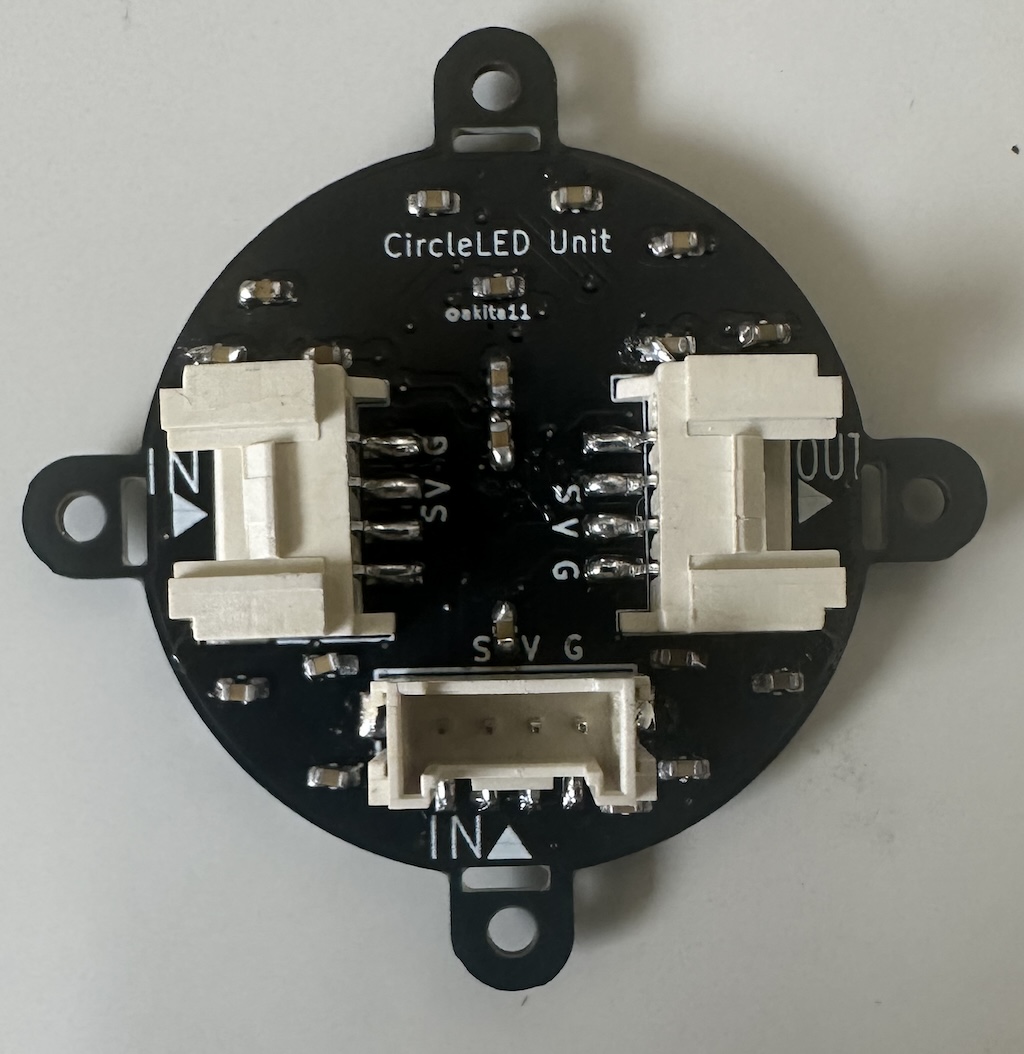 CircleLED Unit
@akita11
IN
S V G
S V G
OUT
S V G
IN